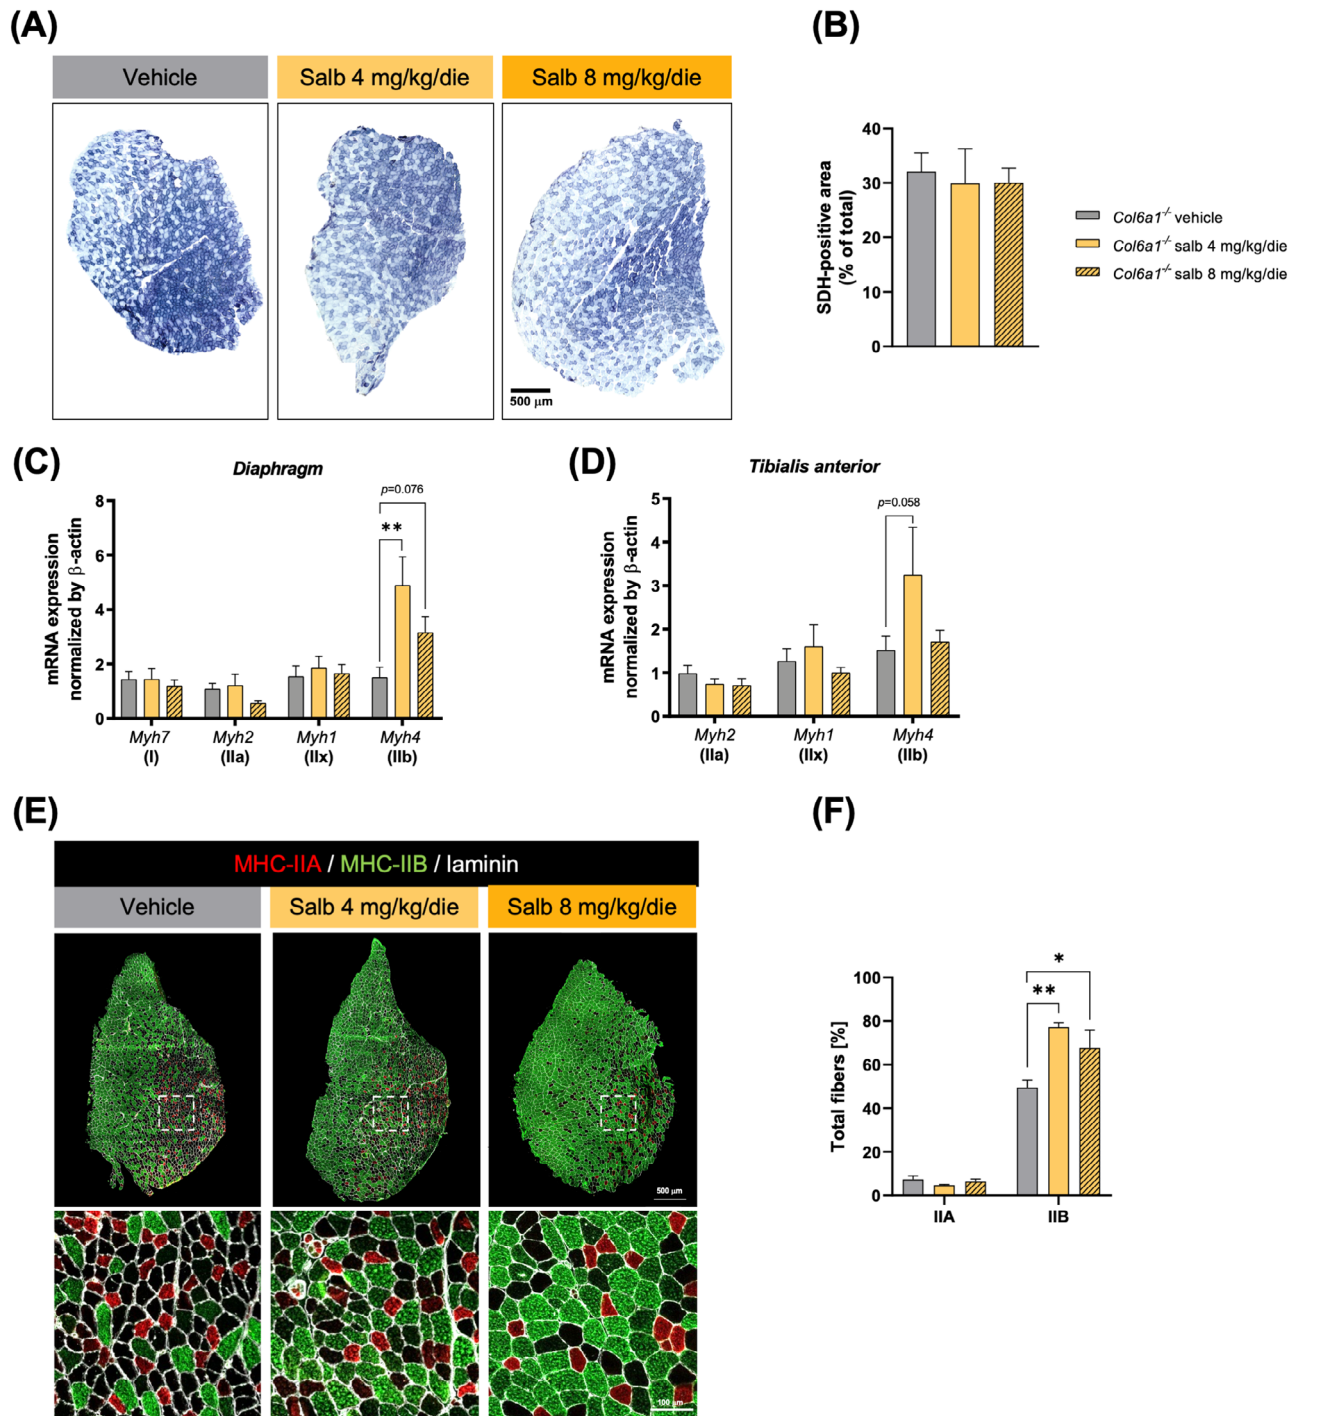 (A)
Vehicle
Salb 4 mg/kg/die
Salb 8 mg/kg/die
500 μm
(B)
40
30
20
10
0
SDH-positive area
(% of total)
Col6a1-/- vehicle
Col6a1-/- salb 4 mg/kg/die
Col6a1-/- salb 8 mg/kg/die
(C)
Diaphragm
p=0.076
**
8
6
4
2
0
mRNA expression
normalized by β-actin
Myh7
(I)
Myh2
(IIa)
Myh1
(IIx)
Myh4
(IIb)
(D)
Tibialis anterior
p=0.058
5
4
3
2
1
0
mRNA expression
normalized by β-actin
Myh2
(IIa)
Myh1
(IIx)
Myh4
(IIb)
(E)
MHC-IIA / MHC-IIB / laminin
Vehicle
Salb 4 mg/kg/die
Salb 8 mg/kg/die
500 μm
100 μm
(F)
*
**
100
80
60
40
20
0
Total fibers [%]
IIA
IIB